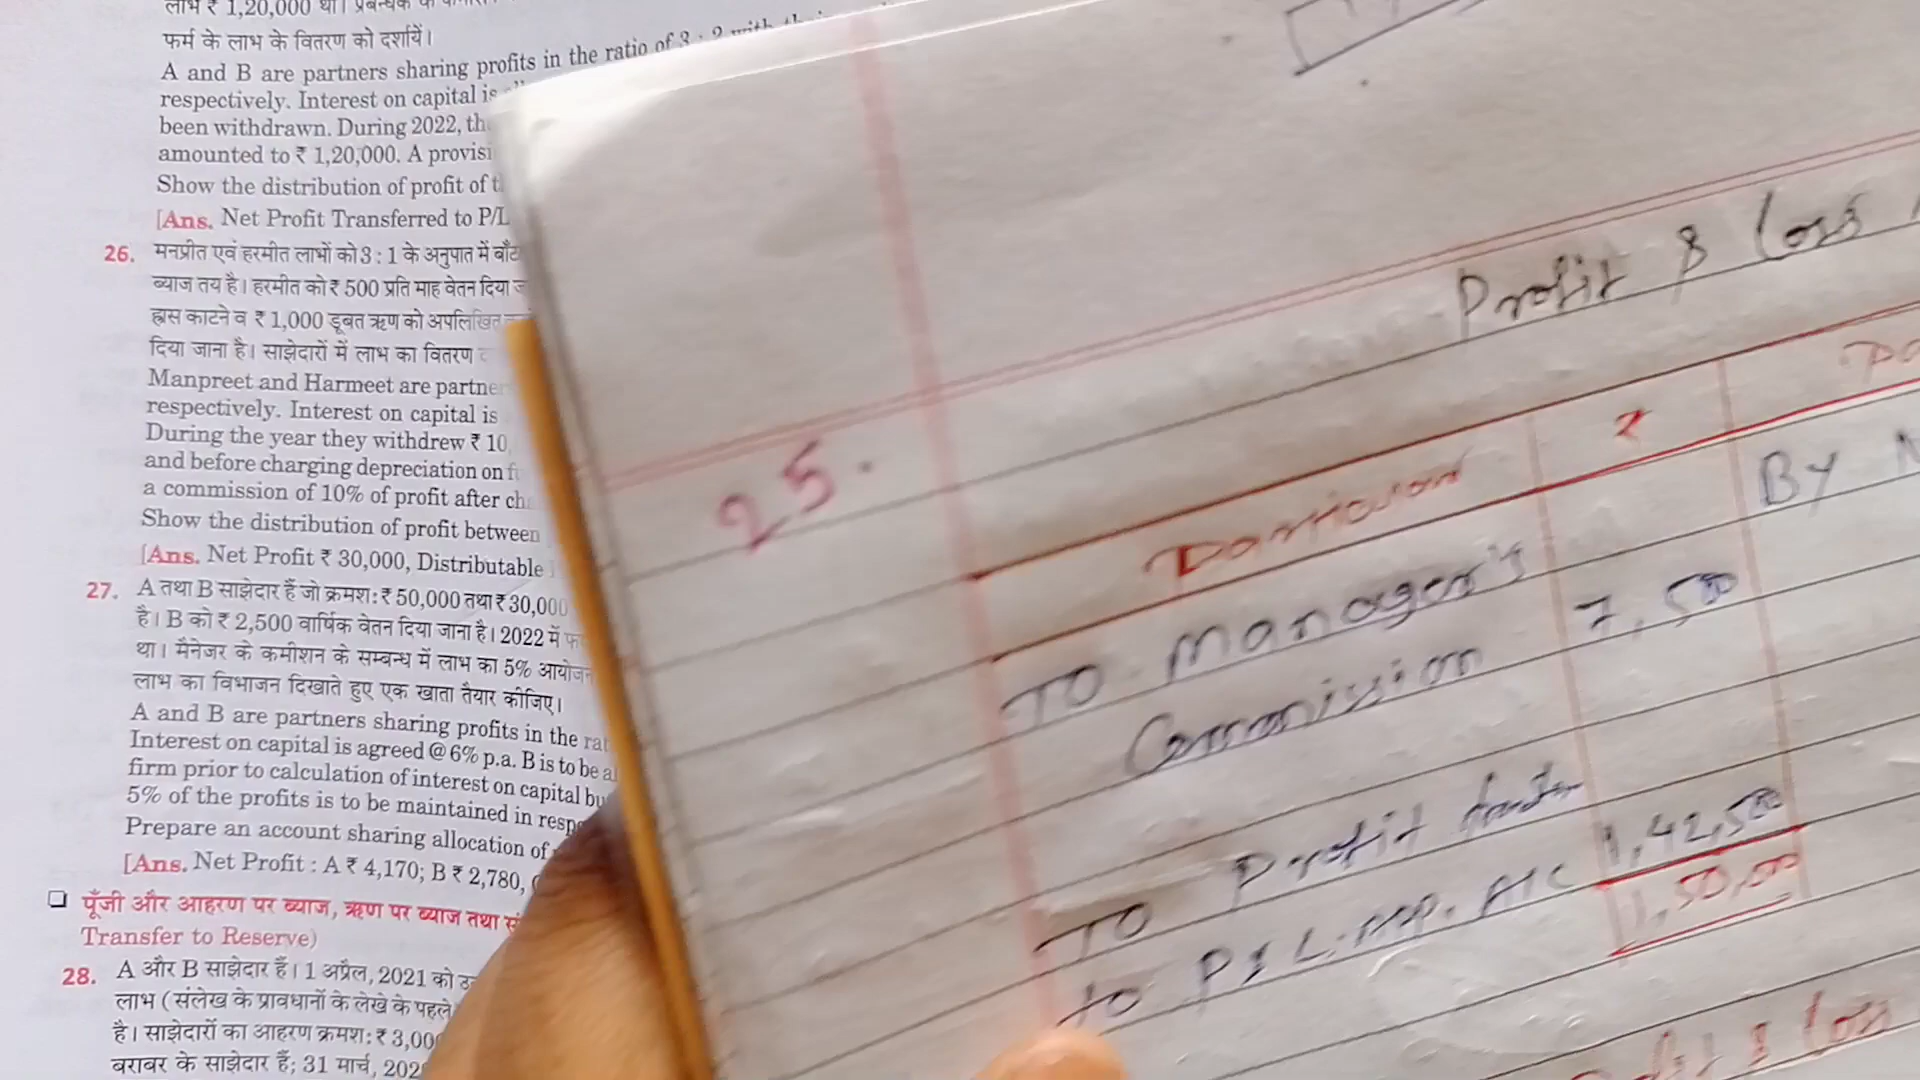 लाभ ₹ 1,20,000 था।
फर्म के लाभ के वितरण को दर्शायें।
A and B are partners sharing profits in the ratio of 3 : 2 with
respectively. Interest on capital is
been withdrawn. During 2022, th
amounted to ₹ 1,20,000. A provisi
Show the distribution of profit of t
[Ans. Net Profit Transferred to P/L
26. मनप्रीत एवं हरमीत लाभों को 3 : 1 के अनुपात में बाँट
ब्याज तय है। हरमीत को ₹ 500 प्रति माह वेतन दिया ज
ह्रास काटने व ₹ 1,000 डूबत ऋण को अपलिखित
दिया जाना है। साझेदारों में लाभ का वितरण
Manpreet and Harmeet are partne
respectively. Interest on capital is
During the year they withdrew ₹ 10,
and before charging depreciation on f
a commission of 10% of profit after ch
Show the distribution of profit between
[Ans. Net Profit ₹ 30,000, Distributable
27. A तथा B साझेदार हैं जो क्रमश: ₹ 50,000 तथा ₹ 30,000
है। B को ₹ 2,500 वार्षिक वेतन दिया जाना है। 2022 में फ
था। मैनेजर के कमीशन के सम्बन्ध में लाभ का 5% आयोजन
लाभ का विभाजन दिखाते हुए एक खाता तैयार कीजिए।
A and B are partners sharing profits in the rat
Interest on capital is agreed @ 6% p.a. B is to be a
firm prior to calculation of interest on capital bu
5% of the profits is to be maintained in resp
Prepare an account sharing allocation of
[Ans. Net Profit : A ₹ 4,170; B ₹ 2,780,
❑ पूँजी और आहरण पर ब्याज, ऋण पर ब्याज तथा सं
Transfer to Reserve)
28. A और B साझेदार हैं। 1 अप्रैल, 2021 को उ
लाभ (संलेख के प्रावधानों के लेखे के पहले
है। साझेदारों का आहरण क्रमश: ₹ 3,00
बराबर के साझेदार हैं; 31 मार्च, 202
Profit & Loss
25.
Particular ₹
To Manager's 7,500 By N
Commission
To Profit
to P & L. App. A/C 1,42,500
1,50,000
& Loss